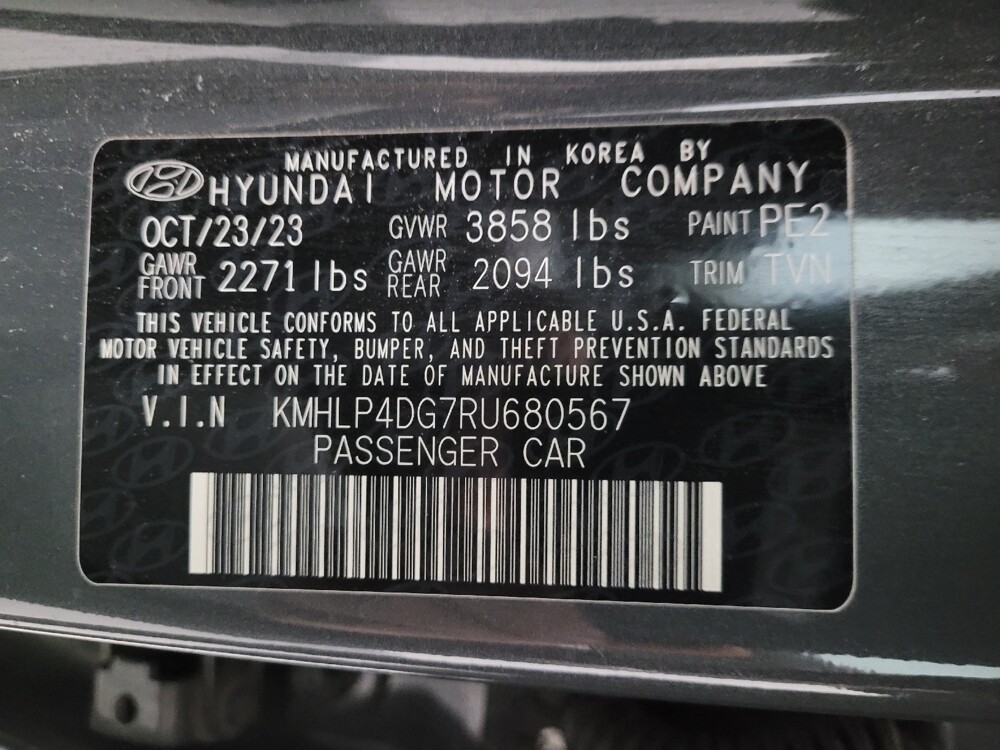 MANUFACTURED IN KOREA BY
HYUNDAI MOTOR COMPANY
OCT/23/23 GVWR 3858 lbs PAINT PE2
GAWR FRONT 2271 lbs GAWR REAR 2094 lbs TRIM TVN
THIS VEHICLE CONFORMS TO ALL APPLICABLE U.S.A. FEDERAL
MOTOR VEHICLE SAFETY, BUMPER, AND THEFT PREVENTION STANDARDS
IN EFFECT ON THE DATE OF MANUFACTURE SHOWN ABOVE
V.I.N KMHLP4DG7RU680567
PASSENGER CAR